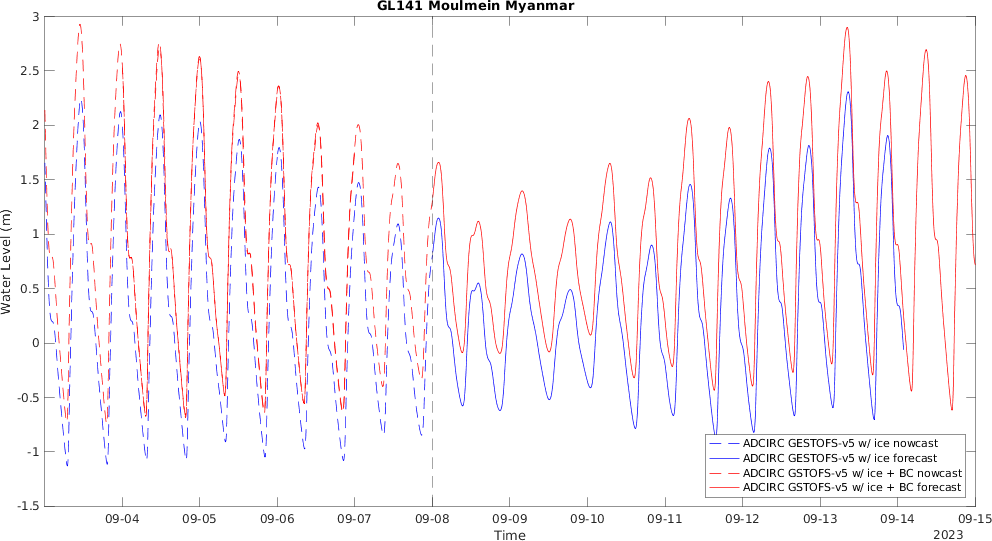 GL141 Moulmein Myanmar
3
2.5
2
1.5
1
0.5
0
-0.5
-1
-1.5
Water Level (m)
ADCIRC GESTOFS-v5 w/ ice nowcast
ADCIRC GESTOFS-v5 w/ ice forecast
ADCIRC GSTOFS-v5 w/ ice + BC nowcast
ADCIRC GSTOFS-v5 w/ ice + BC forecast
09-04 09-05 09-06 09-07 09-08 09-09 09-10 09-11 09-12 09-13 09-14 09-15
Time
2023